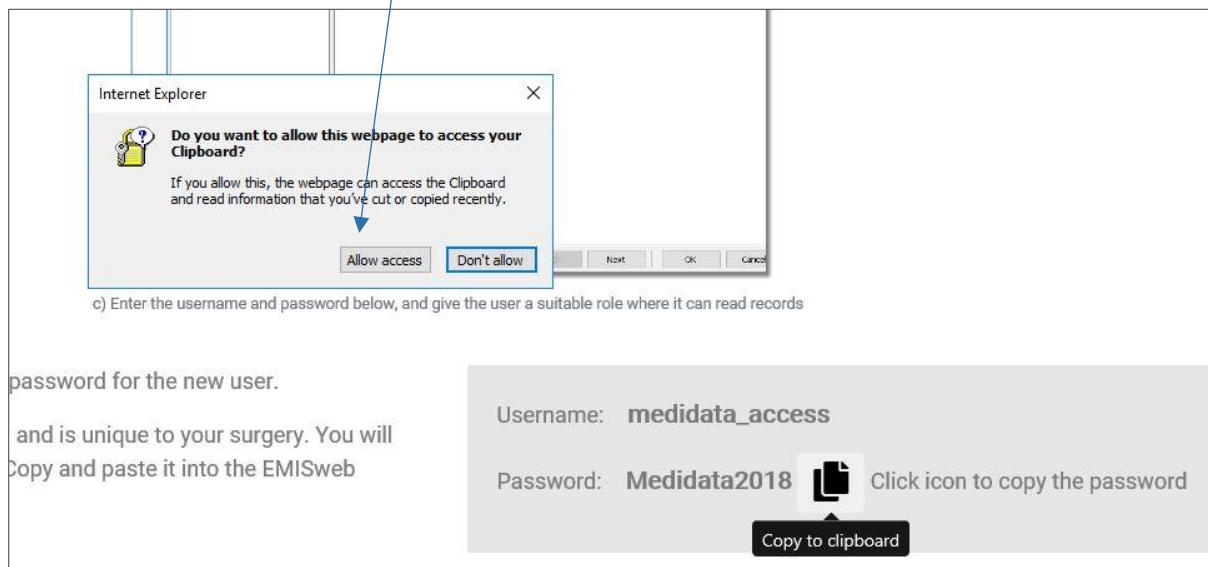 Internet Explorer
Do you want to allow this webpage to access your
Clipboard?
If you allow this, the webpage can access the Clipboard
and read information that you've cut or copied recently.
Allow access Don't allow
Next OK Cancel
c) Enter the username and password below, and give the user a suitable role where it can read records
password for the new user.
and is unique to your surgery. You will
Copy and paste it into the EMISweb
Username: medidata_access
Password: Medidata2018 Click icon to copy the password
Copy to clipboard